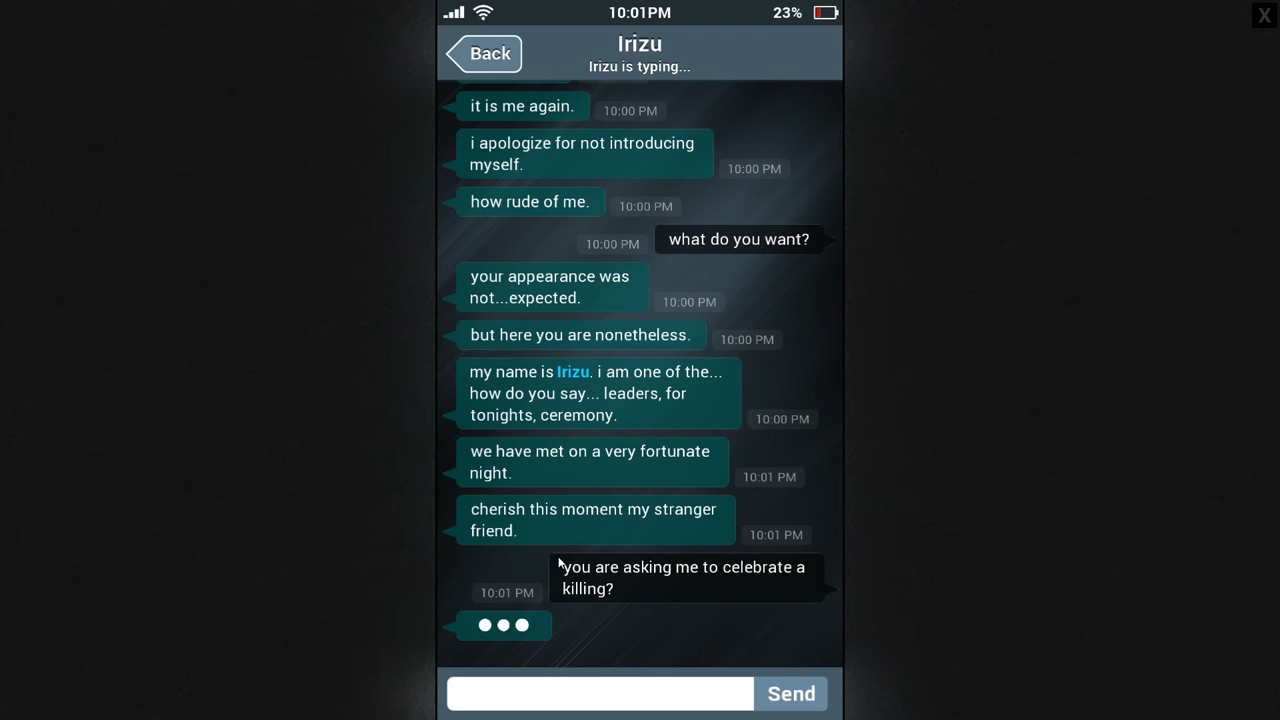 10:01PM
23%
X
Back
Irizu
Irizu is typing...
it is me again.
10:00 PM
i apologize for not introducing
myself.
10:00 PM
how rude of me.
10:00 PM
what do you want?
10:00 PM
your appearance was
not...expected.
10:00 PM
but here you are nonetheless.
10:00 PM
my name is Irizu. i am one of the...
how do you say... leaders, for
tonights, ceremony.
10:00 PM
we have met on a very fortunate
night.
10:01 PM
cherish this moment my stranger
friend.
10:01 PM
you are asking me to celebrate a
killing?
10:01 PM
Send